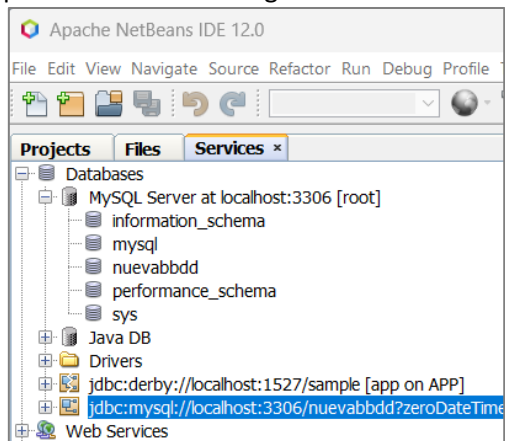 Apache NetBeans IDE 12.0
File Edit View Navigate Source Refactor Run Debug Profile
Projects Files Services ×
Databases
MySQL Server at localhost:3306 [root]
information_schema
mysql
nuevabbdd
performance_schema
sys
Java DB
Drivers
jdbc:derby://localhost:1527/sample [app on APP]
jdbc:mysql://localhost:3306/nuevabbdd?zeroDateTime
Web Services